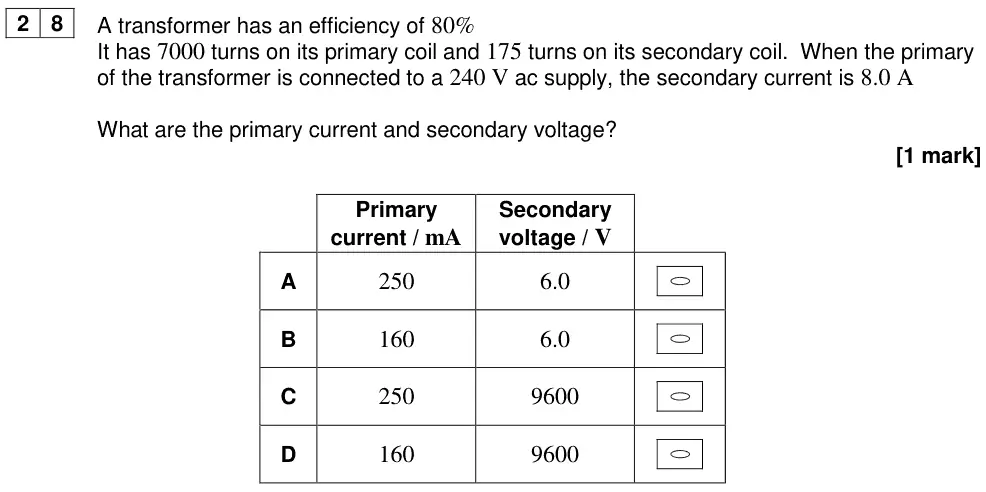 2 8 A transformer has an efficiency of 80%
It has 7000 turns on its primary coil and 175 turns on its secondary coil. When the primary
of the transformer is connected to a 240 V ac supply, the secondary current is 8.0 A
What are the primary current and secondary voltage?
[1 mark]
Primary current / mA Secondary voltage / V
A 250 6.0
B 160 6.0
C 250 9600
D 160 9600